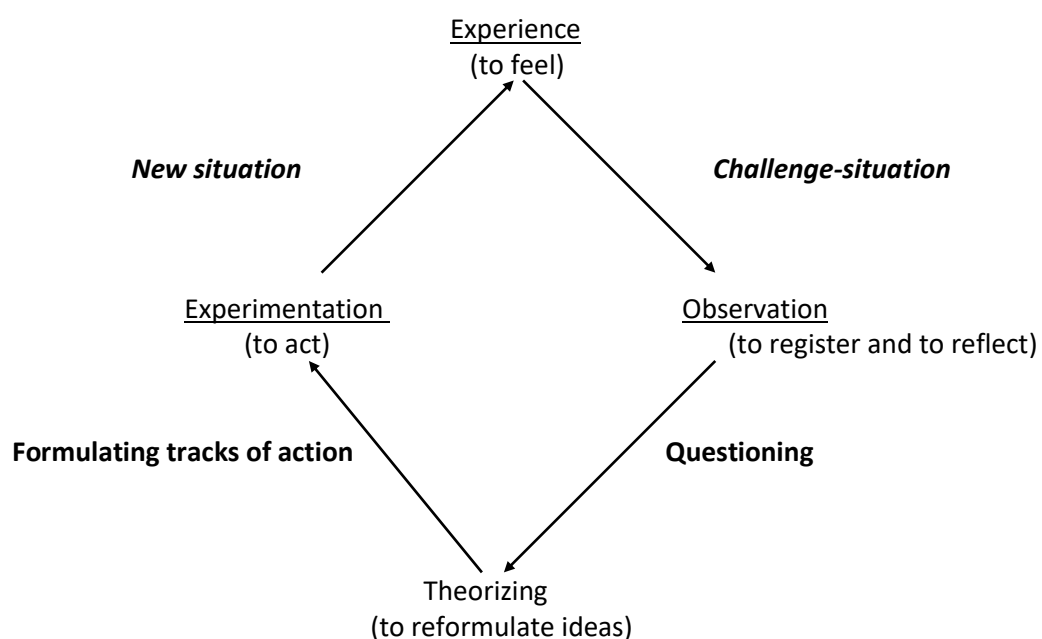 Experience
(to feel)
New situation
Challenge-situation
Experimentation
(to act)
Observation
(to register and to reflect)
Formulating tracks of action
Questioning
Theorizing
(to reformulate ideas)